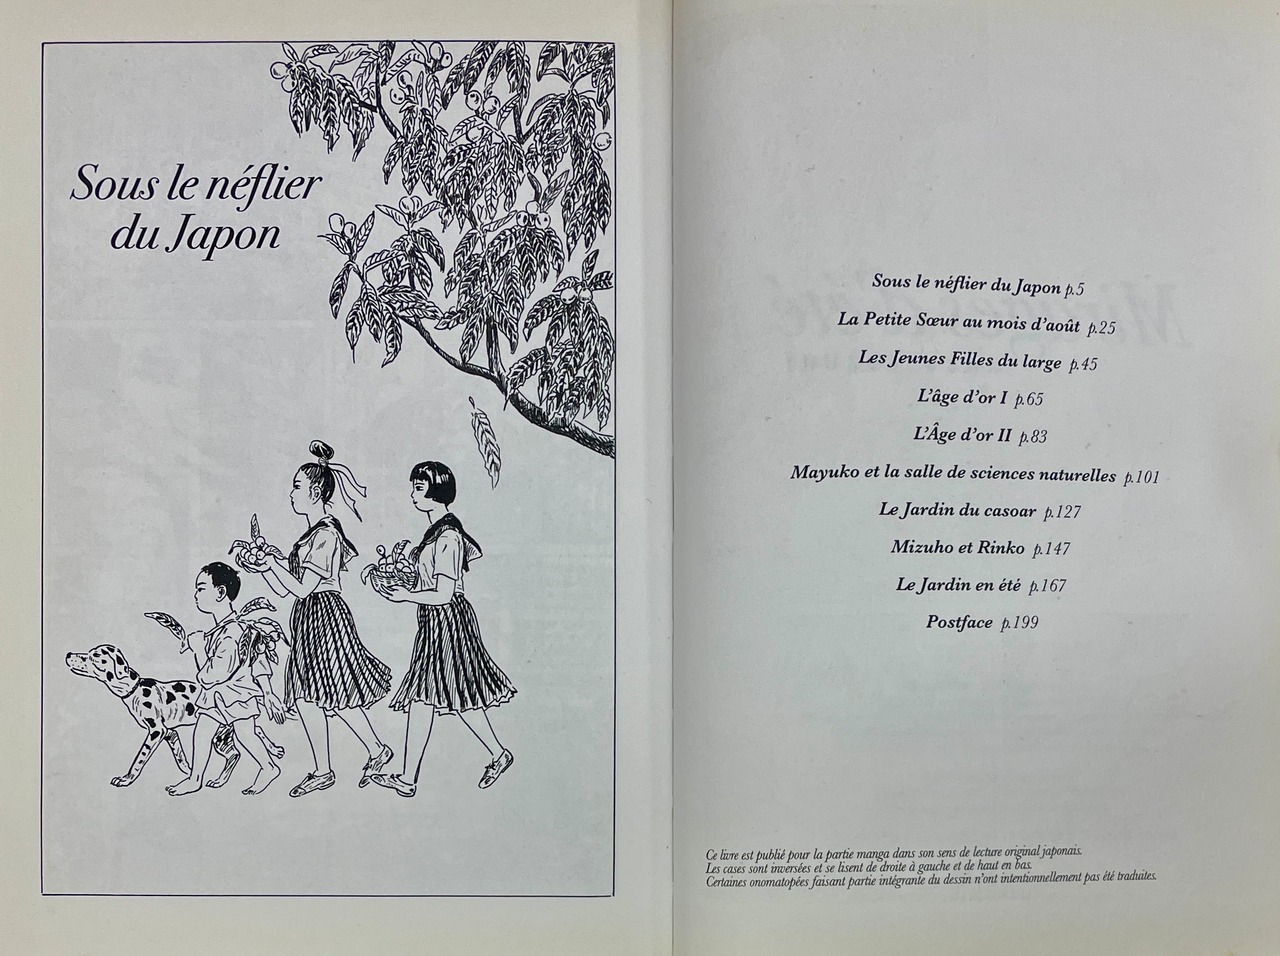 Sous le néflier
du Japon
Sous le néflier du Japon p.5
La Petite Sœur au mois d'août p.25
Les Jeunes Filles du large p.45
L'âge d'or I p.65
L'Âge d'or II p.83
Mayuko et la salle de sciences naturelles p.101
Le Jardin du casoar p.127
Mizuho et Rinko p.147
Le Jardin en été p.167
Postface p.199
Ce livre est publié pour la partie manga dans son sens de lecture original japonais.
Les cases sont inversées et se lisent de droite à gauche et de haut en bas.
Certaines onomatopées faisant partie intégrante du dessin n'ont intentionnellement pas été traduites.